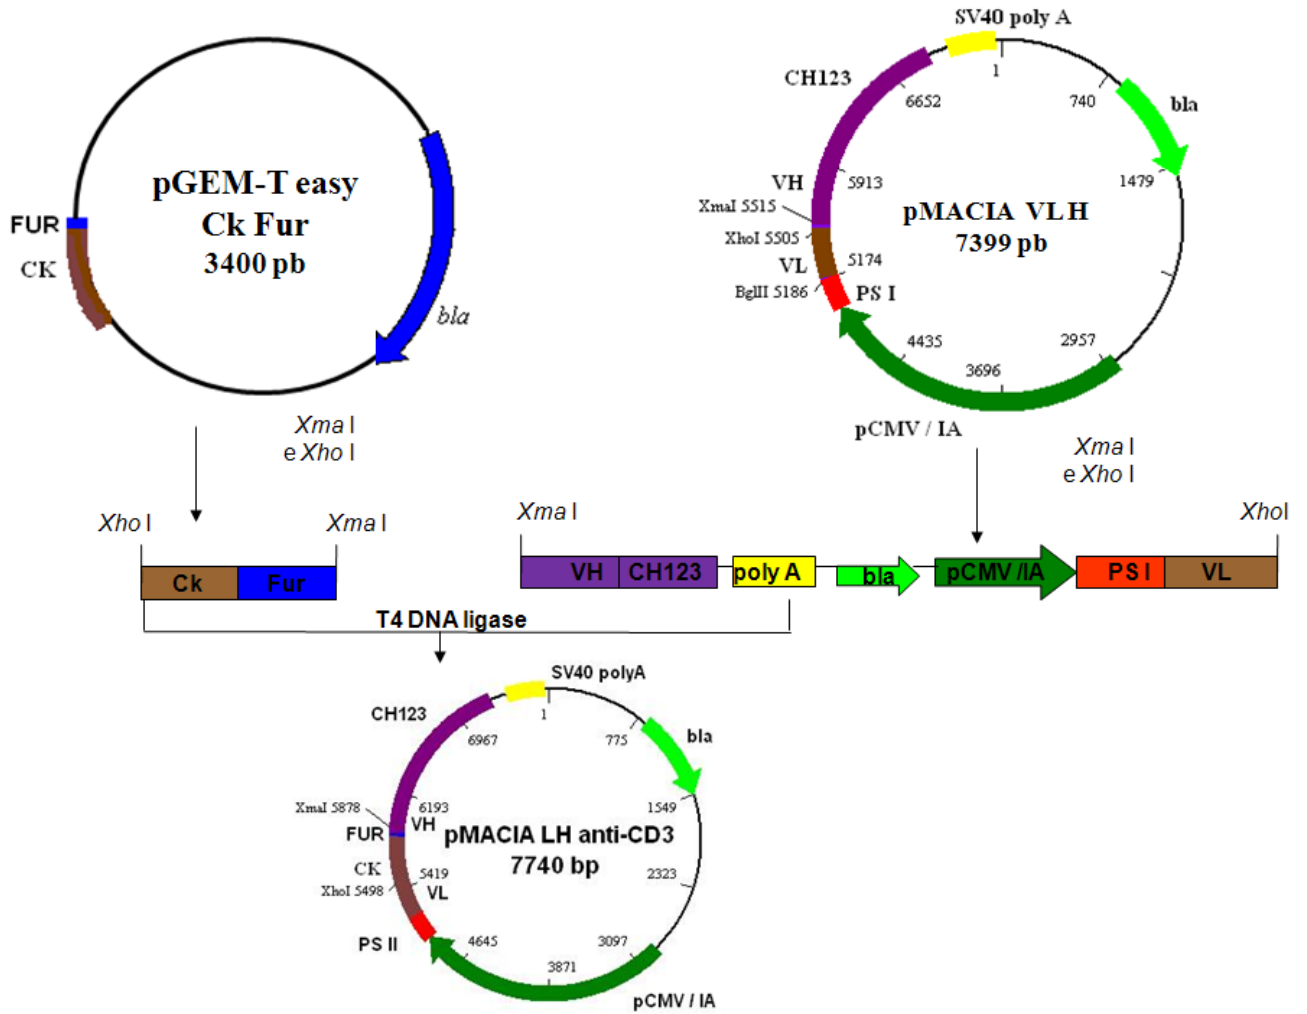 pGEM-T easy
Ck Fur
3400 pb
FUR
CK
bla
SV40 poly A
CH123
1
6652
740
bla
VH
5913
1479
XmaI 5515
pMACIA VLH
7399 pb
XhoI 5505
VL
5174
BglII 5186
PS I
4435
2957
3696
pCMV / IA
Xma I
e Xho I
Xma I
e Xho I
Xho I
Xma I
Xma I
XhoI
Ck
Fur
VH
CH123
poly A
bla
pCMV /IA
PS I
VL
T4 DNA ligase
SV40 polyA
CH123
1
6967
775
bla
XmaI 5878
6193
1549
VH
FUR
pMACIA LH anti-CD3
7740 bp
CK
5419
XhoI 5498
VL
2323
PS II
4645
3097
3871
pCMV / IA